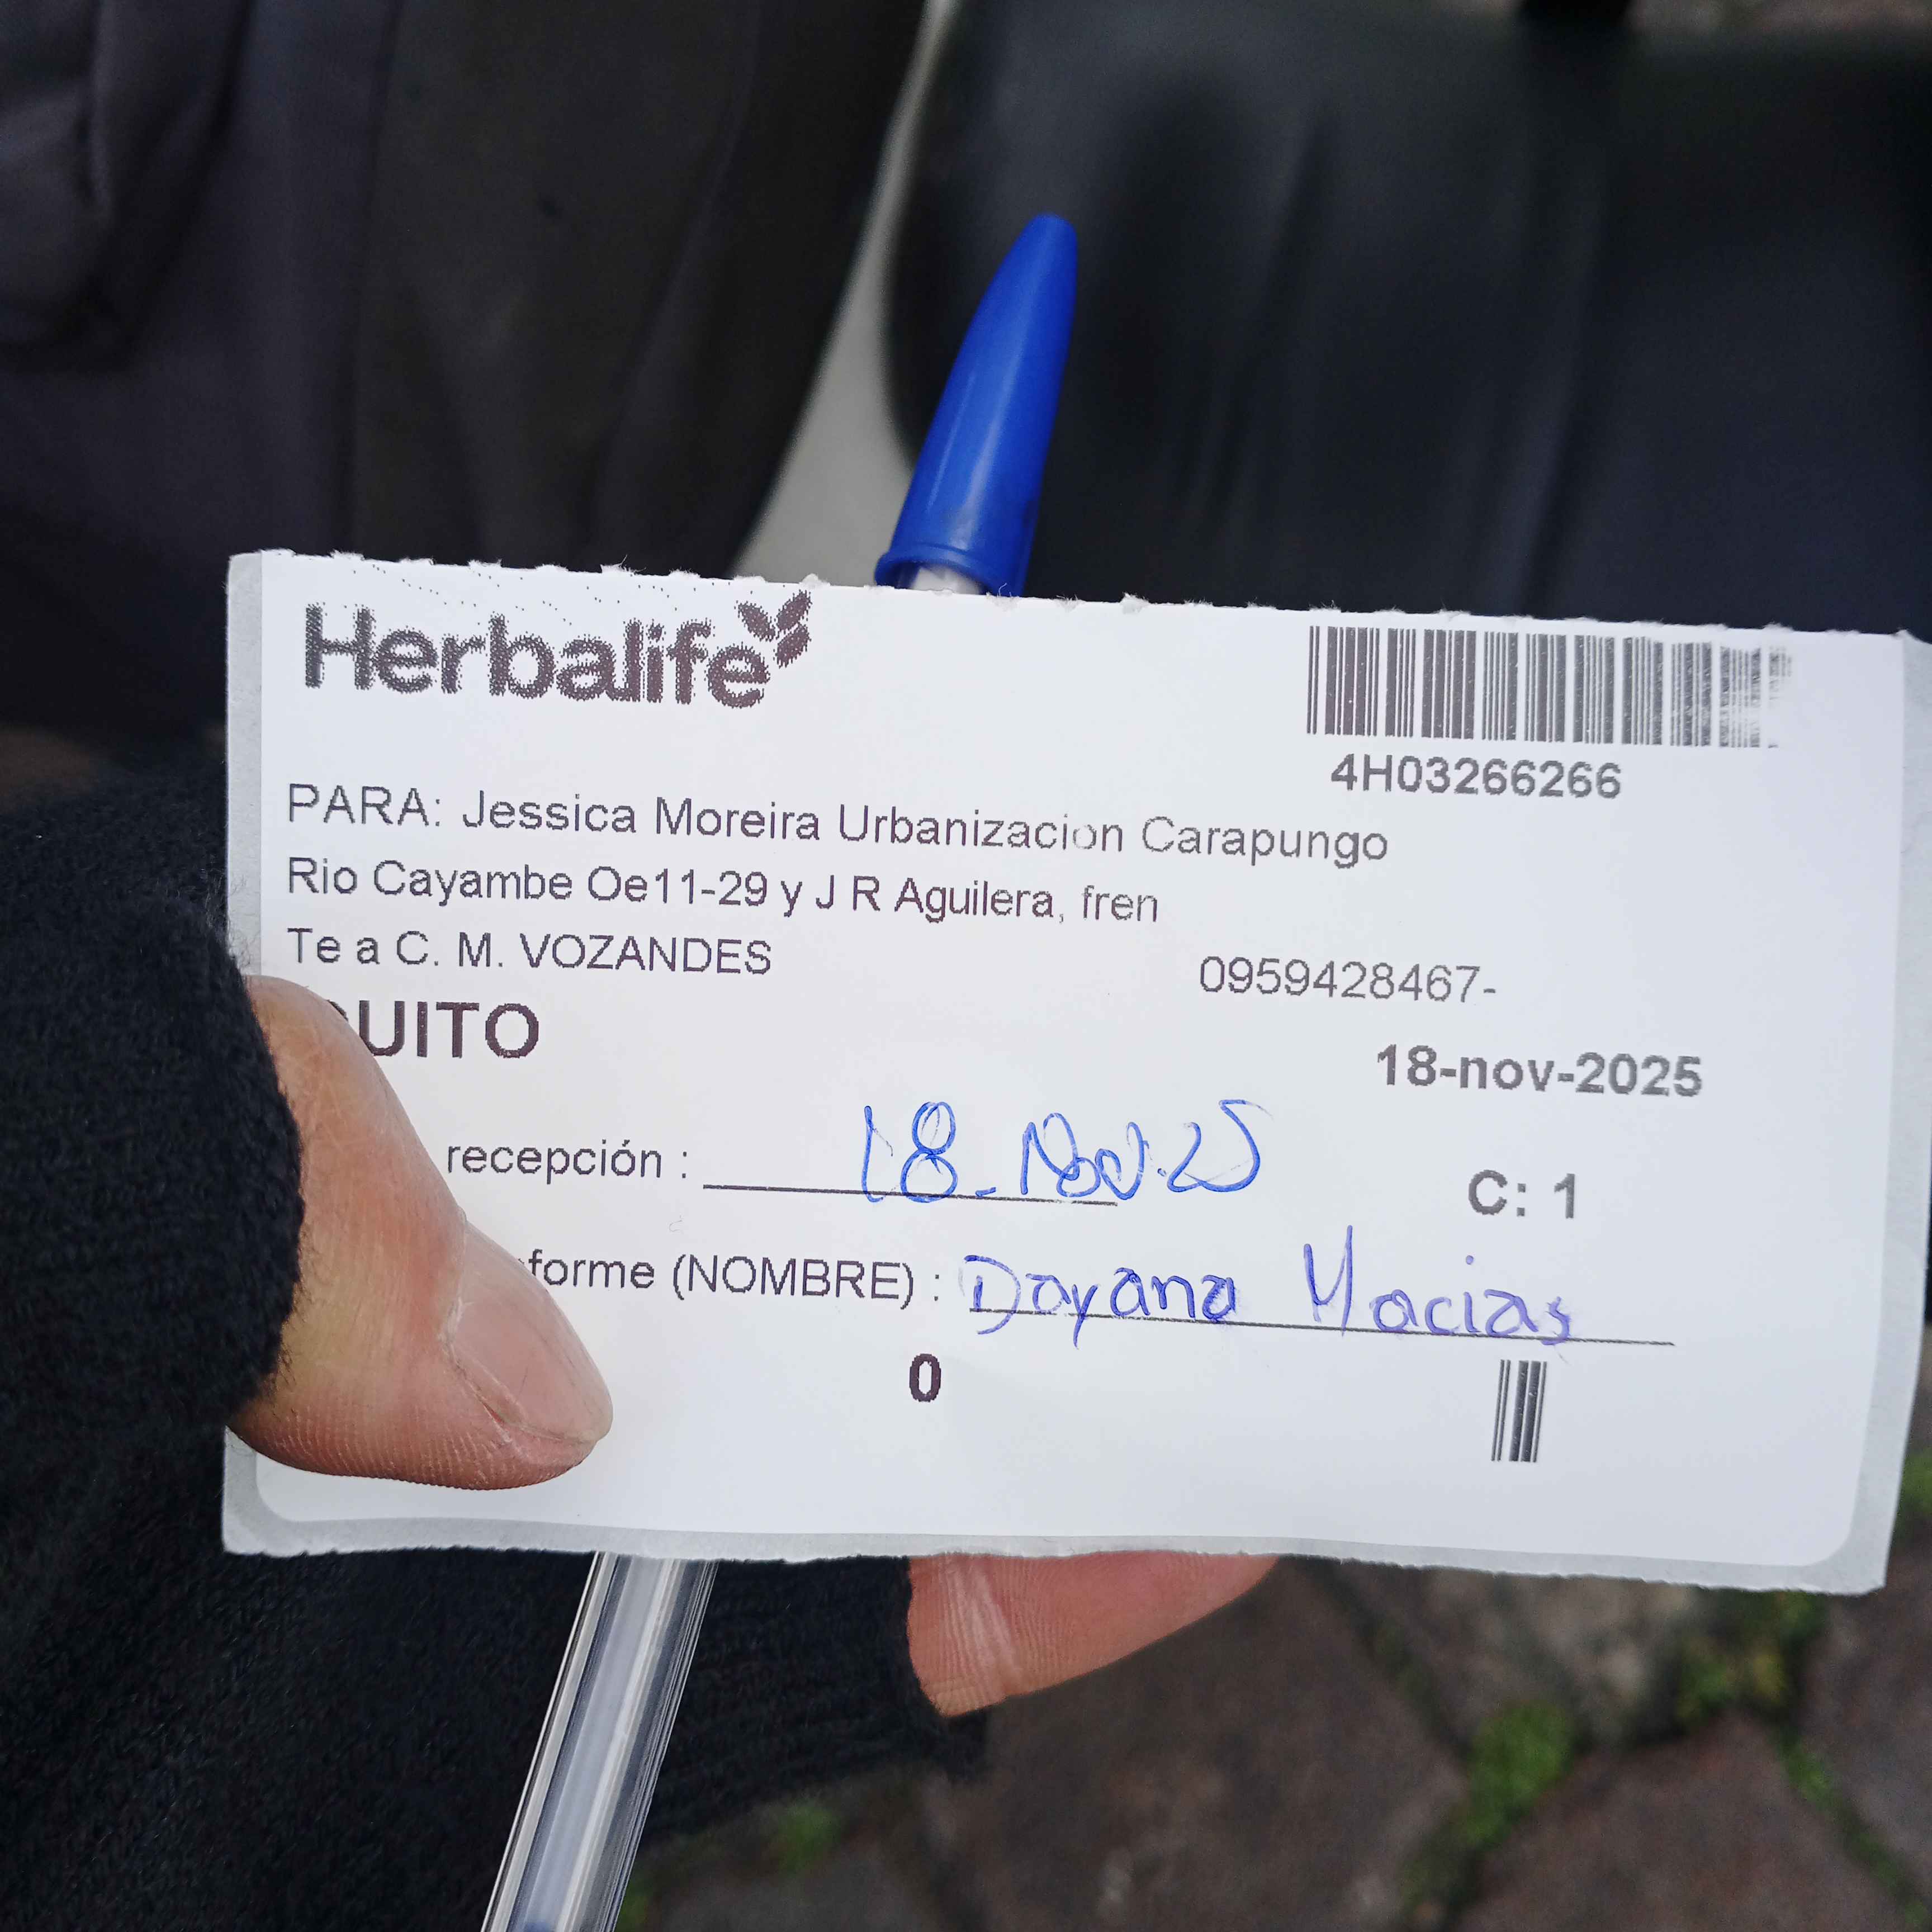 Herbalife
4H03266266
PARA: Jessica Moreira Urbanizacion Carapungo
Rio Cayambe Oe11-29 y J R Aguilera, fren
Te a C. M. VOZANDES
0959428467-
UITO
18-nov-2025
recepción : 18-Nov.25
C: 1
forme (NOMBRE) : Dayana Macias
0